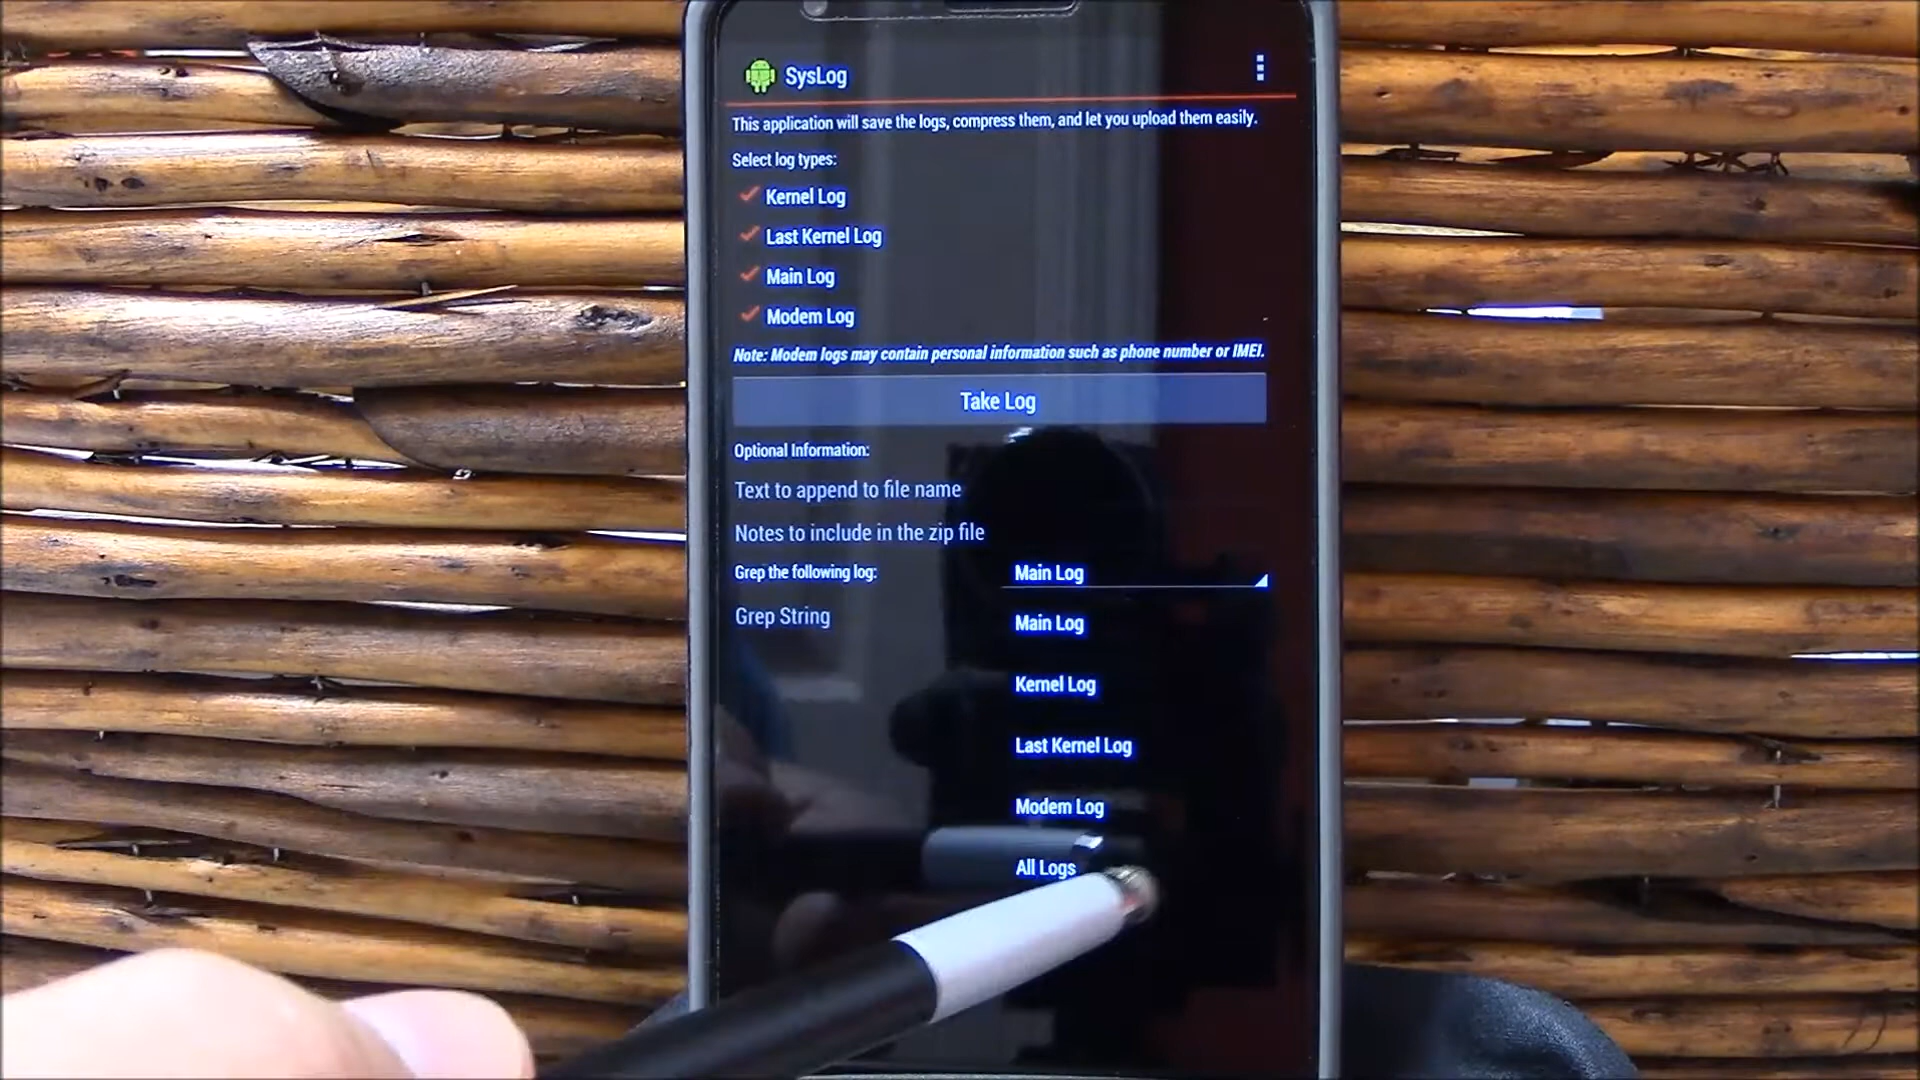 SysLog
This application will save the logs, compress them, and let you upload them easily.
Select log types:
Kernel Log
Last Kernel Log
Main Log
Modem Log
Note: Modem logs may contain personal information such as phone number or IMEI.
Take Log
Optional Information:
Text to append to file name
Notes to include in the zip file
Grep the following log: Main Log
Grep String
Main Log
Kernel Log
Last Kernel Log
Modem Log
All Logs